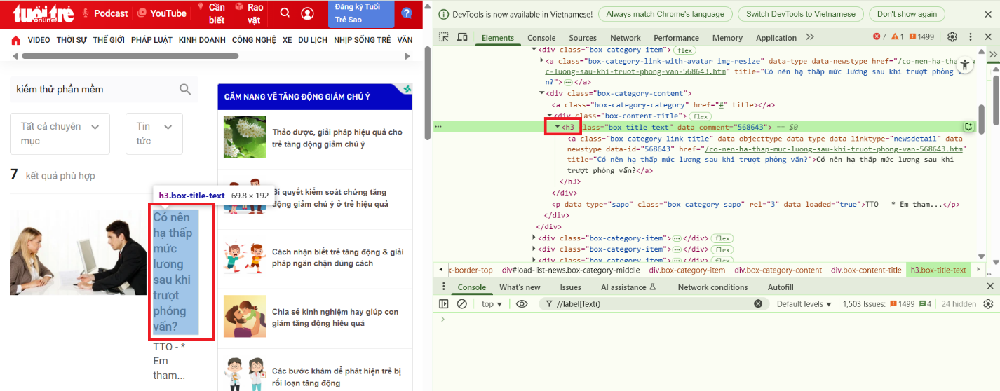 tuổi trẻ
online
Podcast
YouTube
Cần
biết
Rao
vặt
Đăng ký Tuổi
Trẻ Sao
?
VIDEO THỜI SỰ THẾ GIỚI PHÁP LUẬT KINH DOANH CÔNG NGHỆ XE DU LỊCH NHỊP SỐNG TRẺ VĂN
kiểm thử phần mềm
Tất cả chuyên
mục
Tin
tức
7 kết quả phù hợp
h3.box-title-text 69.8 × 192
Có nên
hạ thấp
mức
lương
sau khi
trượt
phỏng
vấn?
TTO - *
Em
tham...
CẨM NANG VỀ TĂNG ĐỘNG GIẢM CHÚ Ý
Thảo dược, giải pháp hiệu quả cho
trẻ tăng động giảm chú ý
Bí quyết kiểm soát chứng tăng
động giảm chú ý ở trẻ hiệu quả
Cách nhận biết trẻ tăng động & giải
pháp ngăn chặn đúng cách
Chia sẻ kinh nghiệm hay giúp con
giảm tăng động hiệu quả
Các bước khám để phát hiện trẻ bị
rối loạn tăng động
DevTools is now available in Vietnamese! Always match Chrome's language Switch DevTools to Vietnamese Don't show again
Elements Console Sources Network Performance Memory Application 7 1 1499
<div class="box-category-item"> flex
<a class="box-category-link-with-avatar img-resize" data-type data-newstype href="/co-nen-ha-thap-mu
c-luong-sau-khi-truot-phong-van-568643.htm" title="Có nên hạ thấp mức lương sau khi trượt phỏng vấ
n?">…</a>
<div class="box-category-content">
<a class="box-category-category" href="#" title></a>
<div class="box-content-title"> flex
<h3 class="box-title-text" data-comment="568643"> == $0
<a class="box-category-link-title" data-objecttype data-type data-linktype="newsdetail" data-
newstype data-id="568643" href="/co-nen-ha-thap-muc-luong-sau-khi-truot-phong-van-568643.htm"
title="Có nên hạ thấp mức lương sau khi trượt phỏng vấn?">Có nên hạ thấp mức lương sau khi
trượt phỏng vấn?</a>
</h3>
</div>
<p data-type="sapo" class="box-category-sapo" rel="3" data-loaded="true">TTO - * Em tham...</p>
</div>
</div>
<div class="box-category-item">…</div> flex
<div class="box-category-item">…</div> flex
<div class="box-category-item">…</div> flex
x-border-top div#load-list-news.box-category-middle div.box-category-item div.box-category-content div.box-content-title h3.box-title-text
Console What's new Issues AI assistance Network conditions Autofill
top //label[Text() Default levels 1,503 Issues: 1499 4 24 hidden